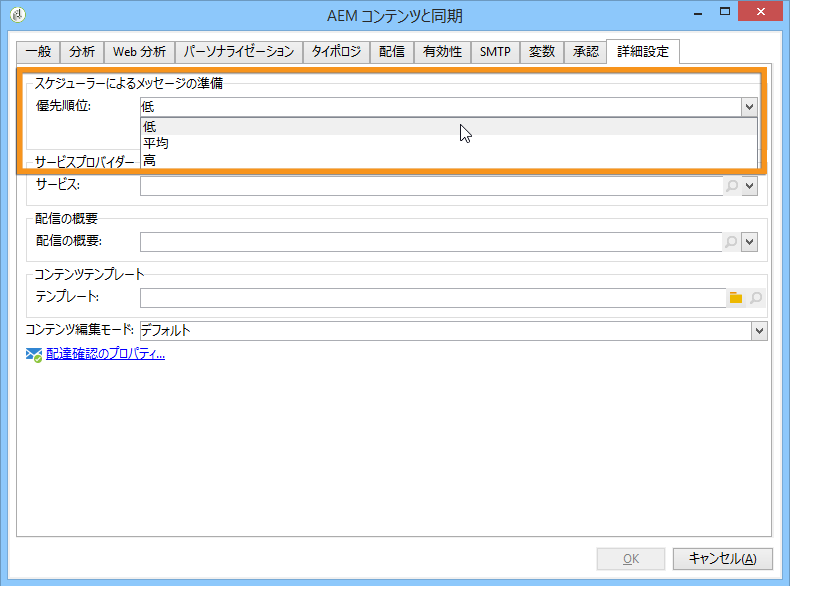 AEM コンテンツと同期
一般 分析 Web 分析 パーソナライゼーション タイポロジ 配信 有効性 SMTP 変数 承認 詳細設定
スケジューラーによるメッセージの準備
優先順位: 低
低
平均
高
サービスプロバイダー
サービス:
配信の概要
配信の概要:
コンテンツテンプレート
テンプレート:
コンテンツ編集モード: デフォルト
配達確認のプロパティ...
OK キャンセル(A)